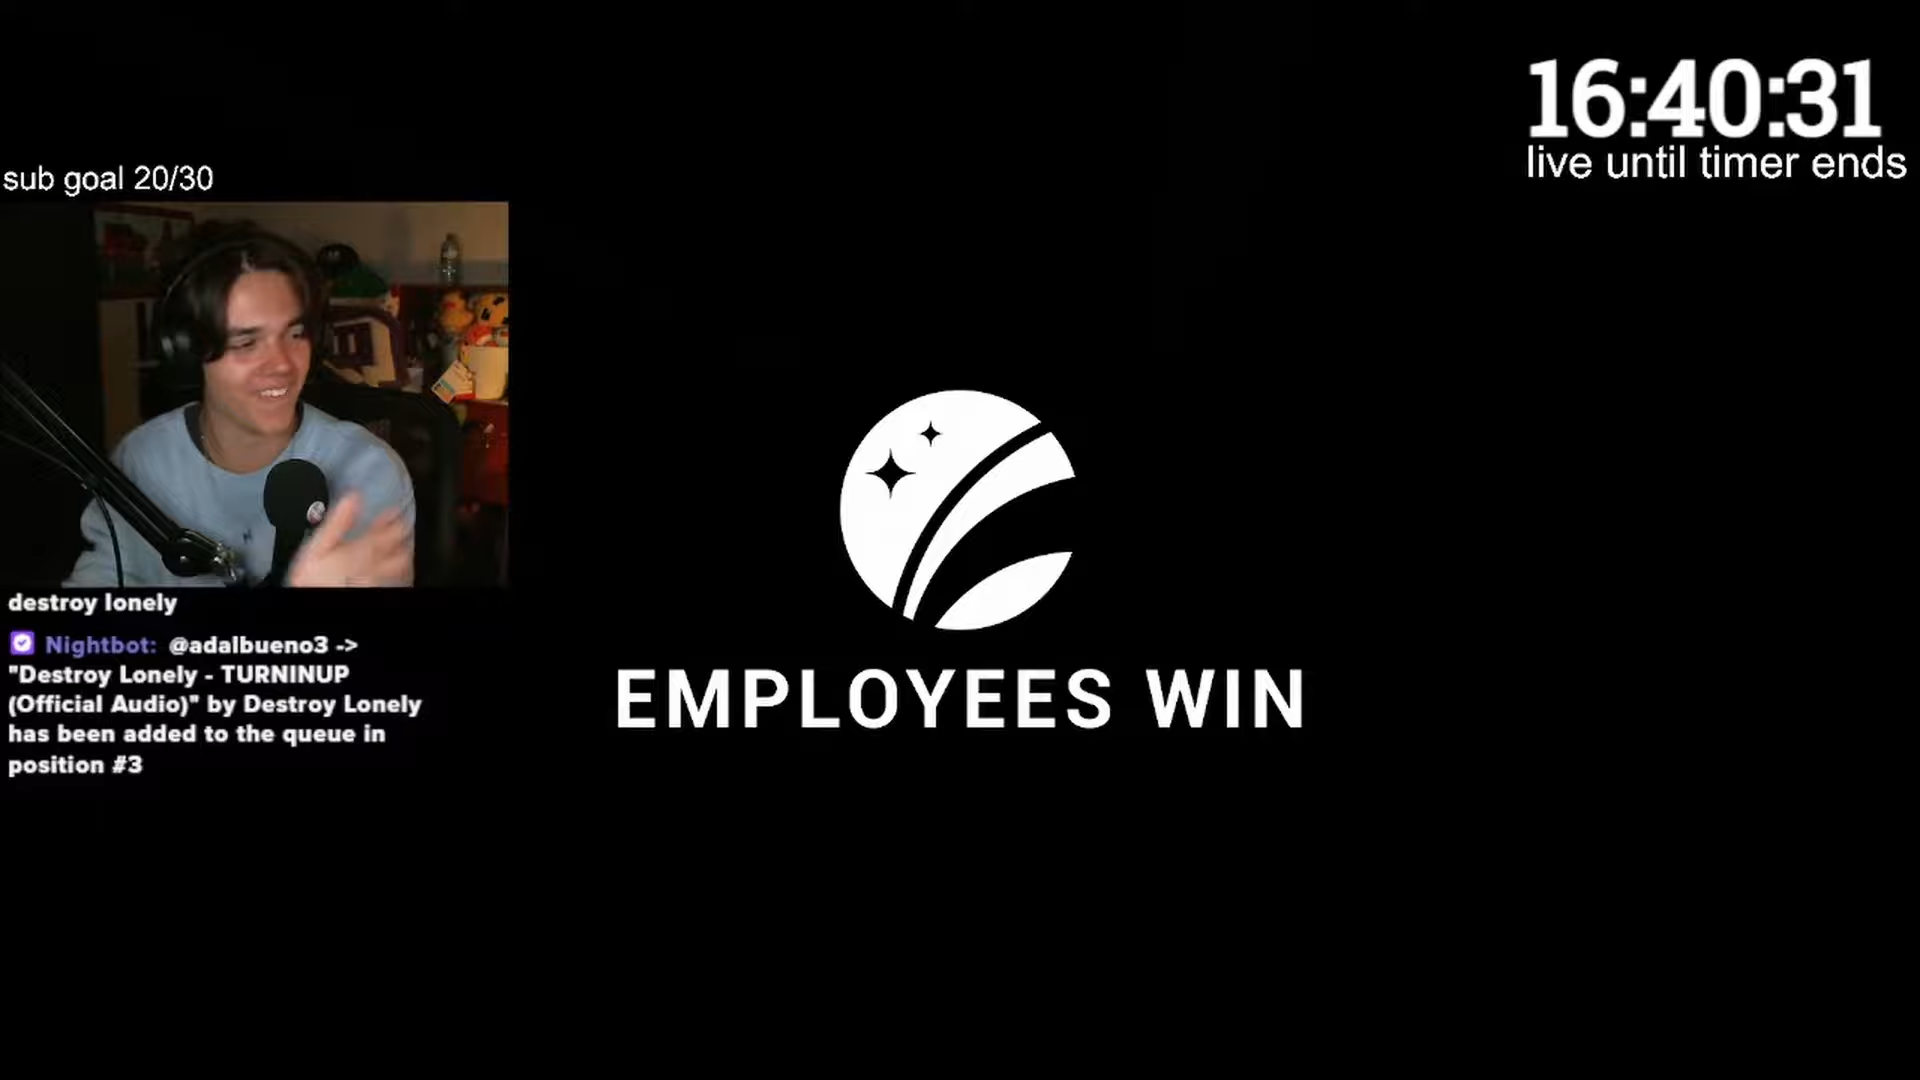 16:40:31
live until timer ends
sub goal 20/30
destroy lonely
Nightbot: @adalbueno3 ->
"Destroy Lonely - TURNINUP
(Official Audio)" by Destroy Lonely
has been added to the queue in
position #3
EMPLOYEES WIN